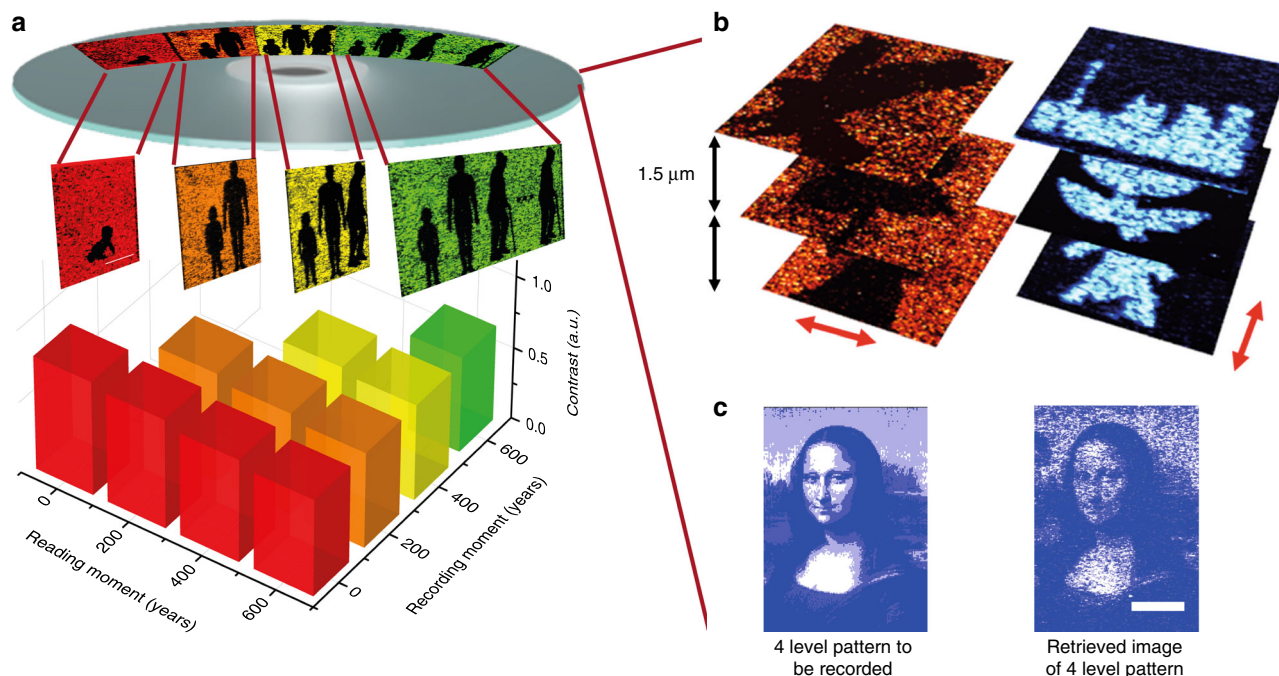 a
b
1.5 μm
1.0
0.5
0.0
Contrast (a.u.)
0
200
400
600
Reading moment (years)
0
200
400
600
Recording moment (years)
c
4 level pattern to
be recorded
Retrieved image
of 4 level pattern